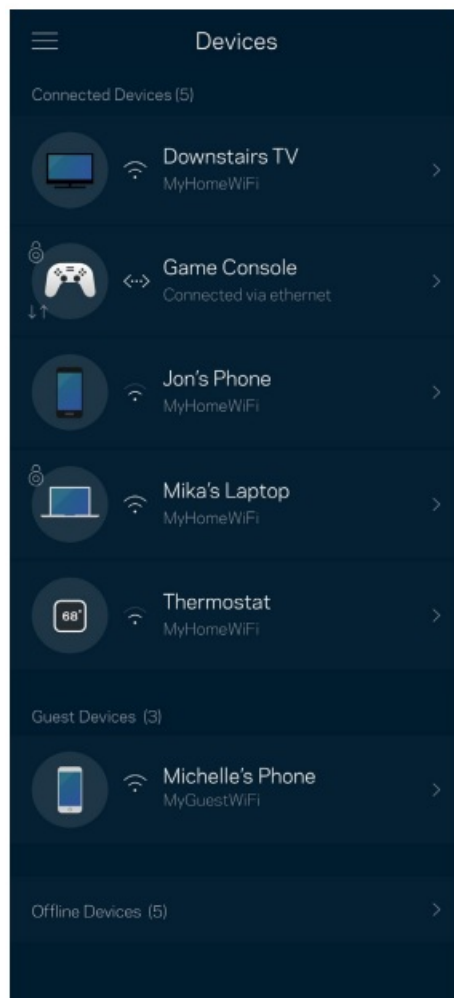 Devices
Connected Devices (5)
Downstairs TV
MyHomeWiFi
Game Console
Connected via ethernet
Jon's Phone
MyHomeWiFi
Mika's Laptop
MyHomeWiFi
68°
Thermostat
MyHomeWiFi
Guest Devices (3)
Michelle's Phone
MyGuestWiFi
Offline Devices (5)